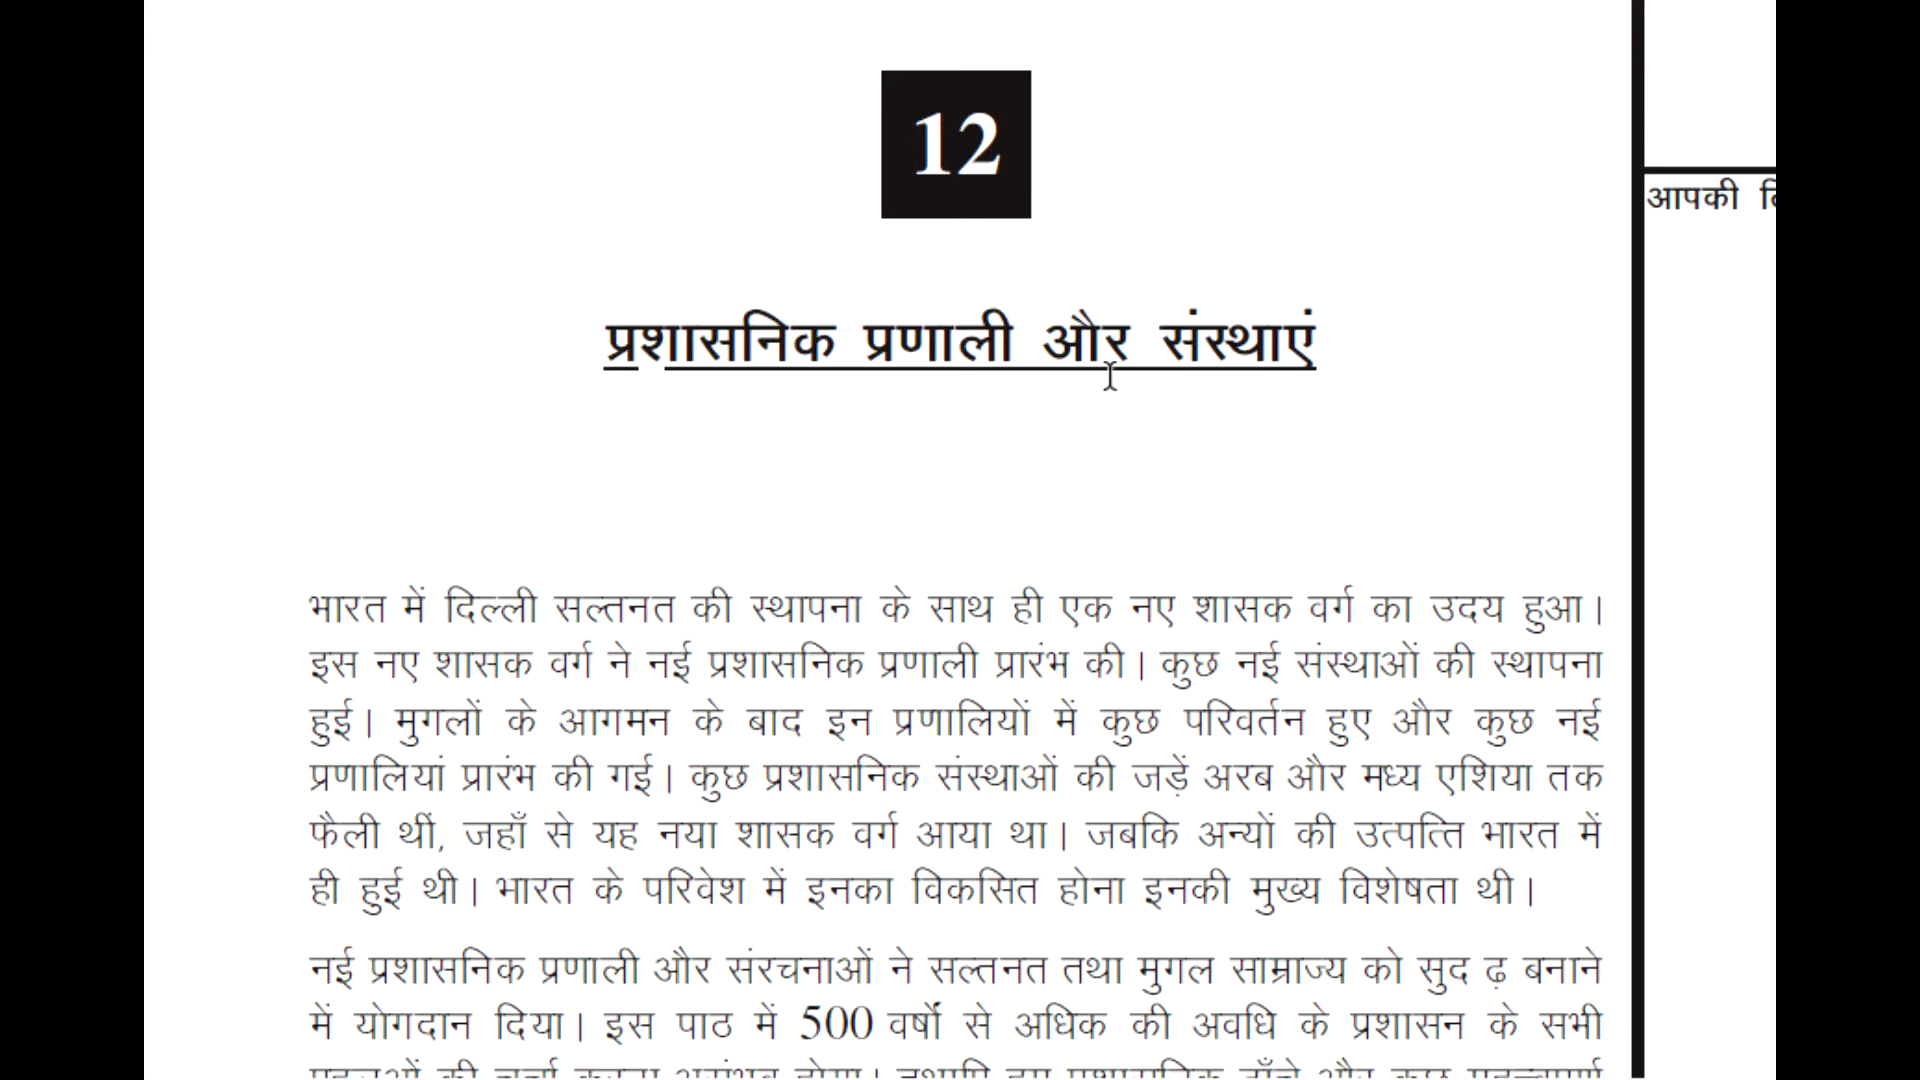 12
आपकी
प्रशासनिक प्रणाली और संस्थाएं
भारत में दिल्ली सल्तनत की स्थापना के साथ ही एक नए शासक वर्ग का उदय हुआ।
इस नए शासक वर्ग ने नई प्रशासनिक प्रणाली प्रारंभ की। कुछ नई संस्थाओं की स्थापना
हुई। मुगलों के आगमन के बाद इन प्रणालियों में कुछ परिवर्तन हुए और कुछ नई
प्रणालियां प्रारंभ की गई। कुछ प्रशासनिक संस्थाओं की जड़ें अरब और मध्य एशिया तक
फैली थीं, जहाँ से यह नया शासक वर्ग आया था। जबकि अन्यों की उत्पत्ति भारत में
ही हुई थी। भारत के परिवेश में इनका विकसित होना इनकी मुख्य विशेषता थी।
नई प्रशासनिक प्रणाली और संरचनाओं ने सल्तनत तथा मुगल साम्राज्य को सुद ढ़ बनाने
में योगदान दिया। इस पाठ में 500 वर्षों से अधिक की अवधि के प्रशासन के सभी